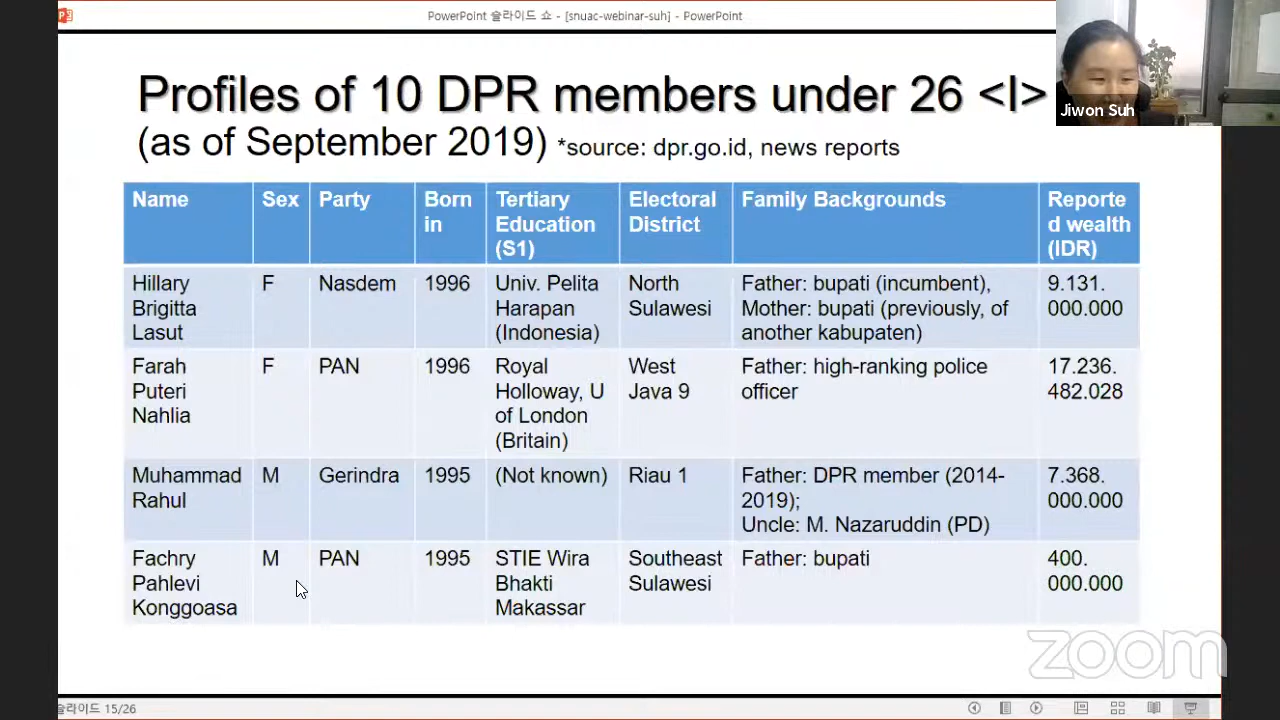 PowerPoint 슬라이드 쇼 - [snuac-webinar-suh] - PowerPoint
Profiles of 10 DPR members under 26 <I>
(as of September 2019) *source: dpr.go.id, news reports
Jiwon Suh
Name Sex Party Born in Tertiary Education (S1) Electoral District Family Backgrounds Reported wealth (IDR)
Hillary Brigitta Lasut F Nasdem 1996 Univ. Pelita Harapan (Indonesia) North Sulawesi Father: bupati (incumbent), Mother: bupati (previously, of another kabupaten) 9.131.000.000
Farah Puteri Nahlia F PAN 1996 Royal Holloway, U of London (Britain) West Java 9 Father: high-ranking police officer 17.236.482.028
Muhammad Rahul M Gerindra 1995 (Not known) Riau 1 Father: DPR member (2014-2019); Uncle: M. Nazaruddin (PD) 7.368.000.000
Fachry Pahlevi Konggoasa M PAN 1995 STIE Wira Bhakti Makassar Southeast Sulawesi Father: bupati 400.000.000
zoom
슬라이드 15/26